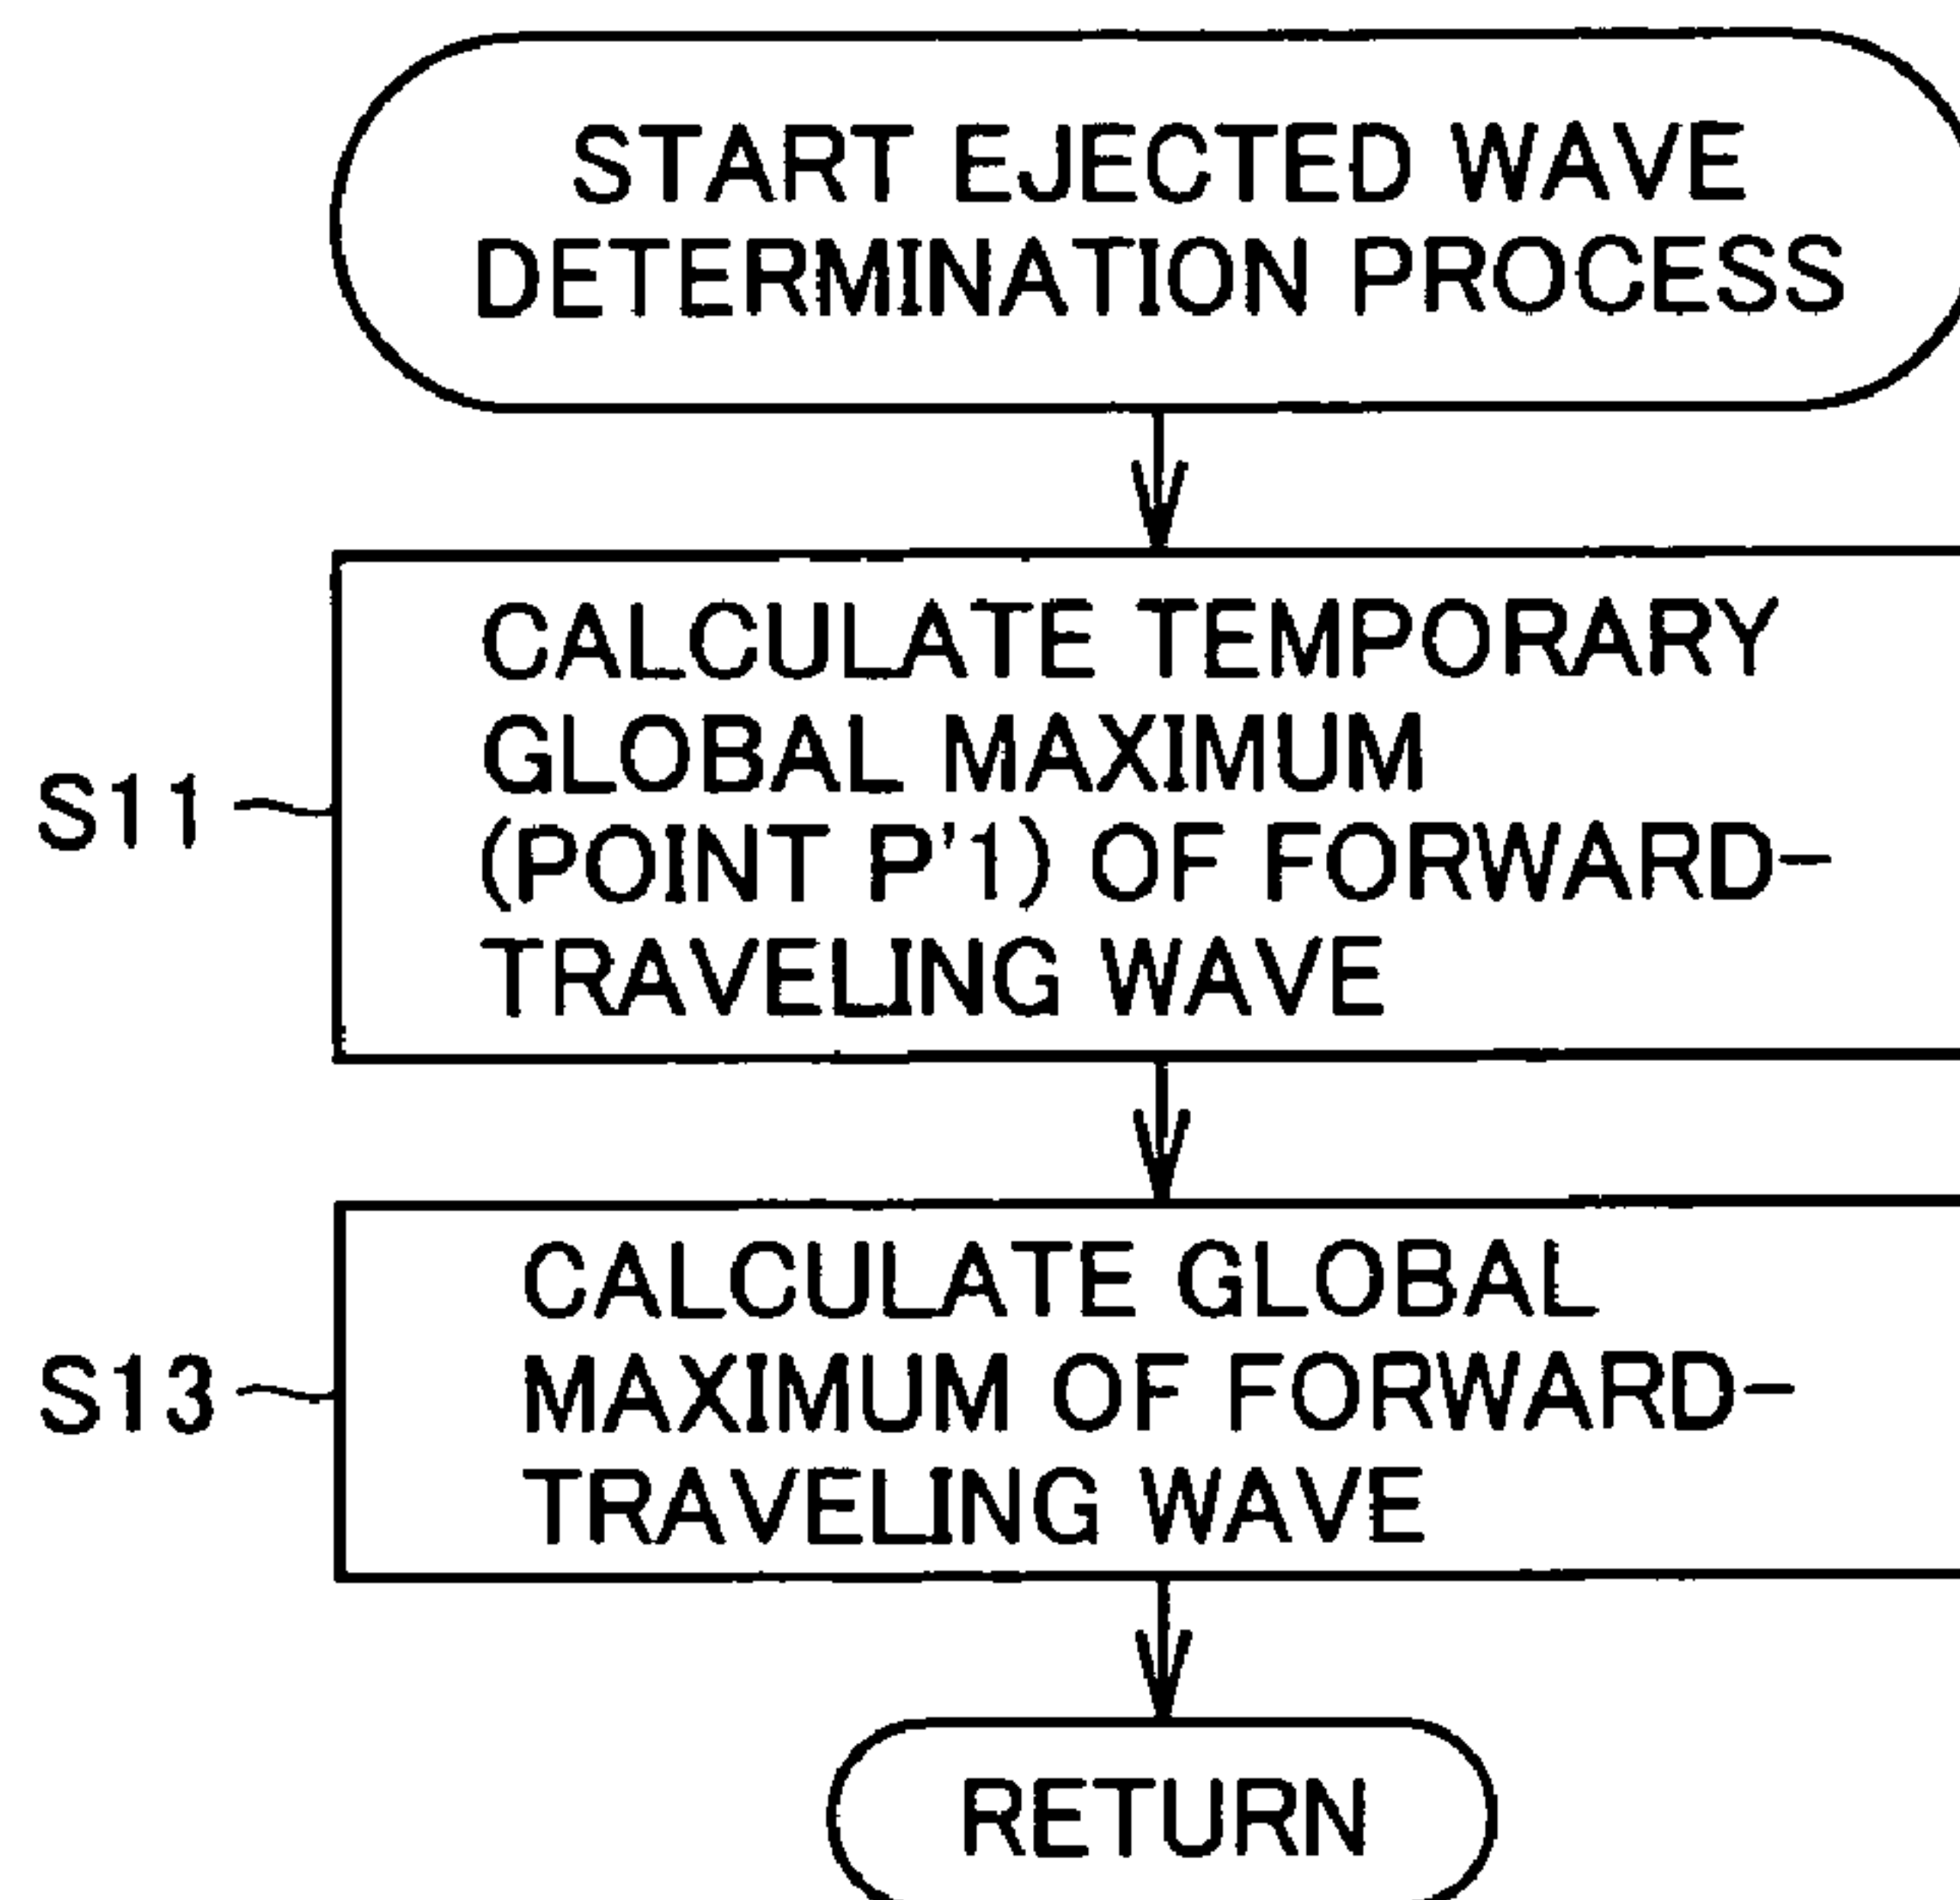 START EJECTED WAVE
DETERMINATION PROCESS
S11
CALCULATE TEMPORARY
GLOBAL MAXIMUM
(POINT P'1) OF FORWARD-
TRAVELING WAVE
S13
CALCULATE GLOBAL
MAXIMUM OF FORWARD-
TRAVELING WAVE
RETURN